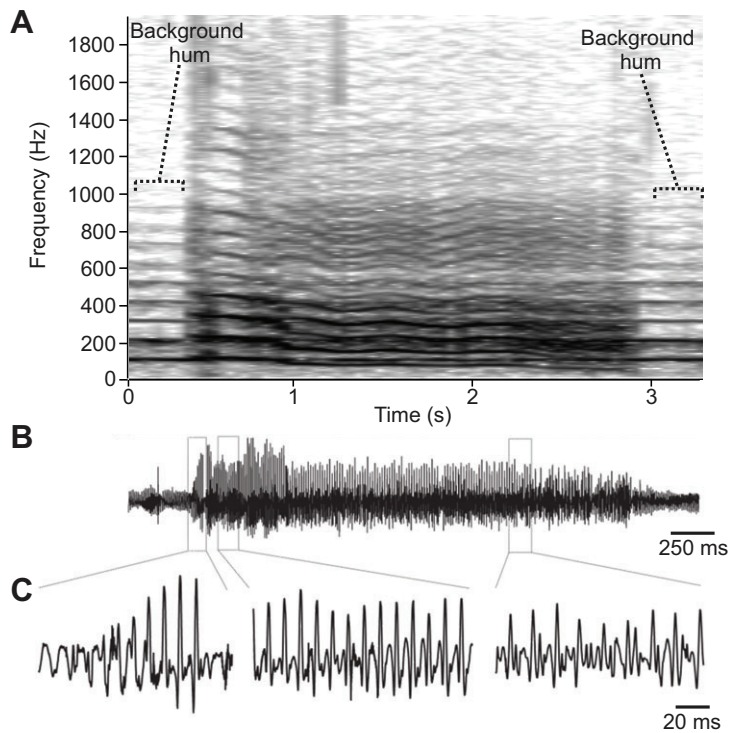 A
Background
hum
Background
hum
Frequency (Hz)
1800
1600
1400
1200
1000
800
600
400
200
0
0
1
2
3
Time (s)
B
250 ms
C
20 ms